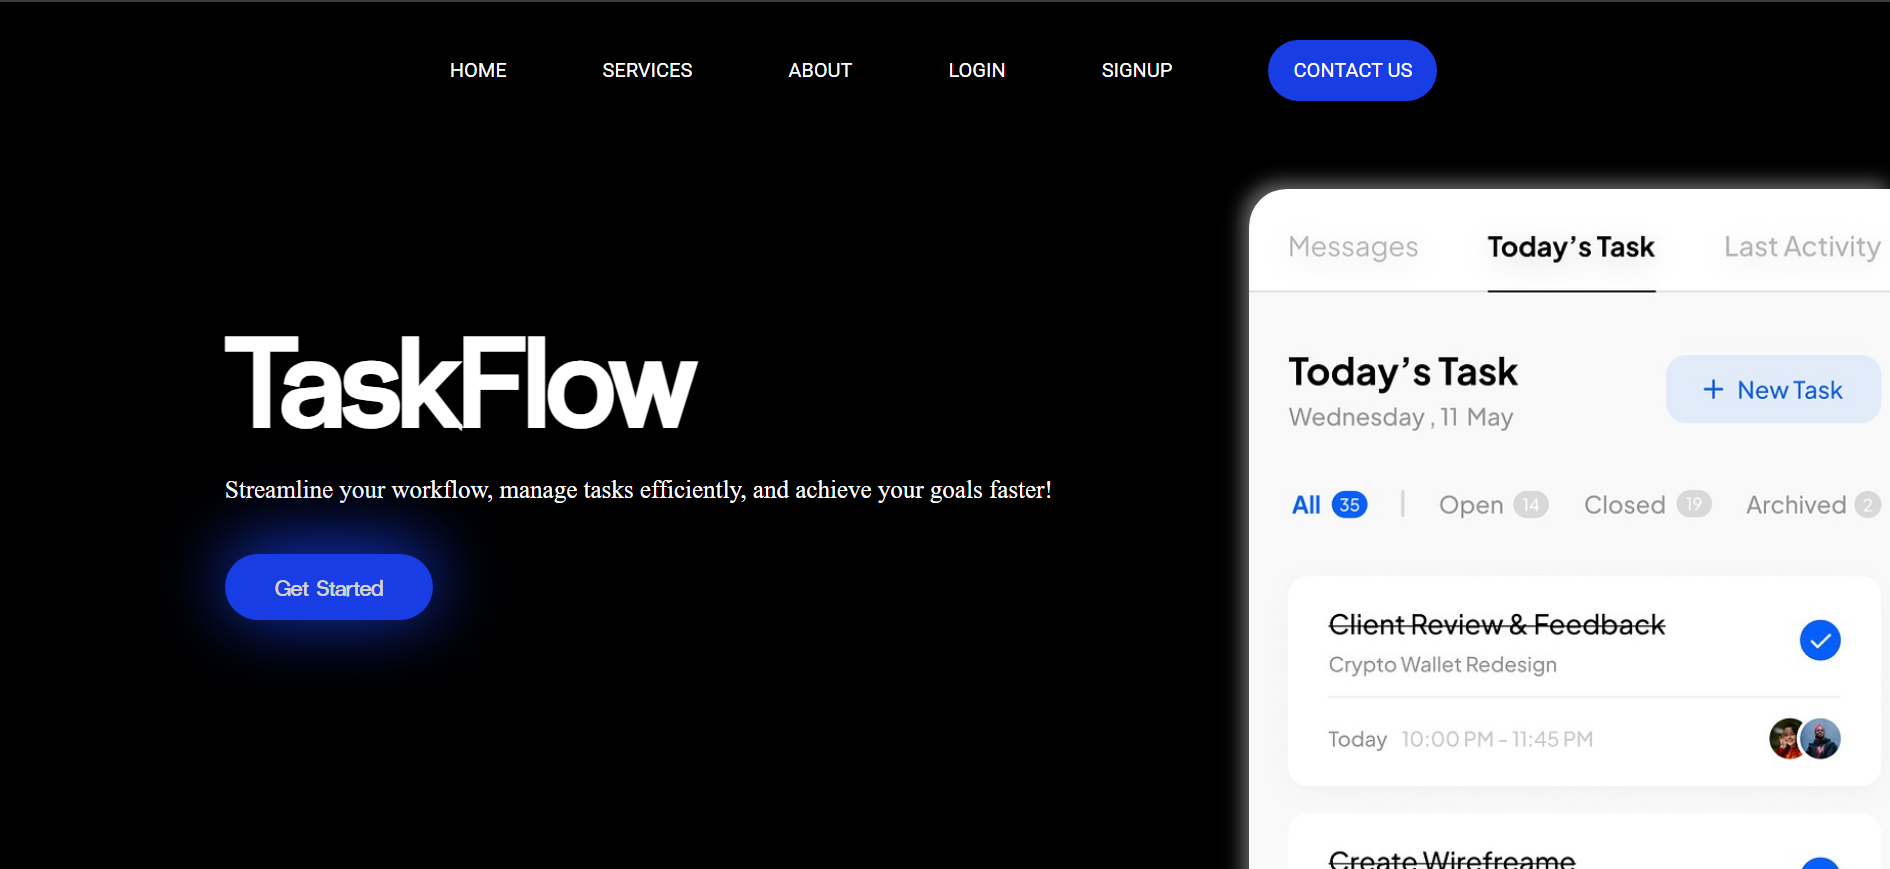 HOME SERVICES ABOUT LOGIN SIGNUP CONTACT US
TaskFlow
Streamline your workflow, manage tasks efficiently, and achieve your goals faster!
Get Started
Messages Today’s Task Last Activity
Today’s Task
Wednesday , 11 May
+ New Task
All 35 | Open 14 Closed 19 Archived 2
Client Review & Feedback
Crypto Wallet Redesign
Today 10:00 PM - 11:45 PM
Create Wirefreame